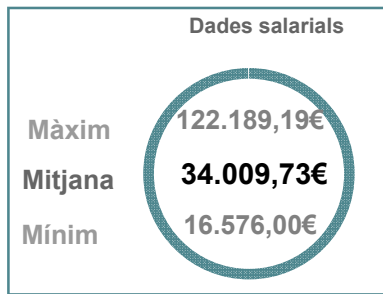 Dades salarials
Màxim 122.189,19€
Mitjana 34.009,73€
Mínim 16.576,00€